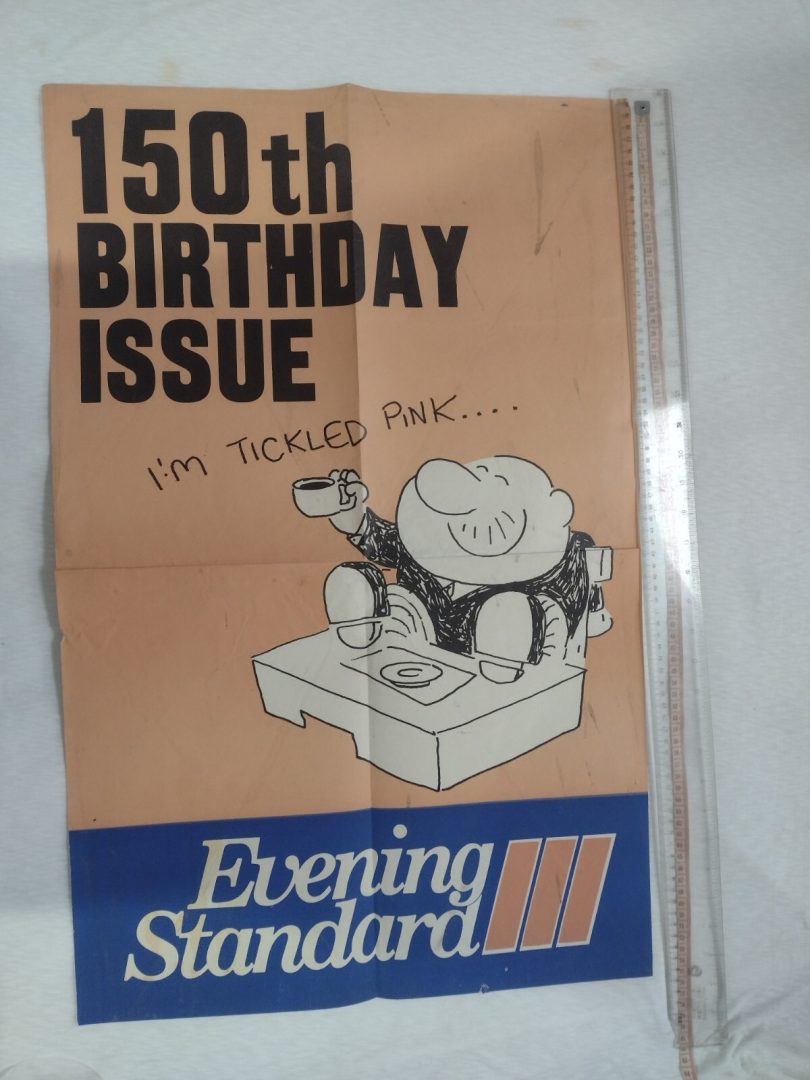 150th
BIRTHDAY
ISSUE
I'M TICKLED PINK....
Evening
Standard